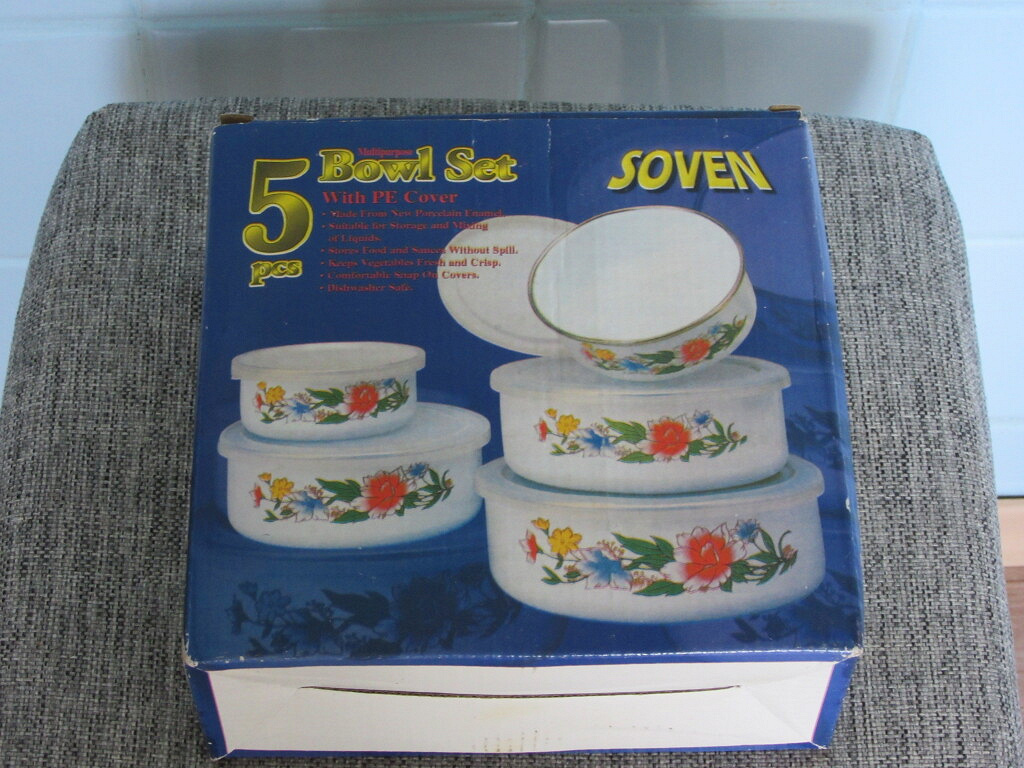 5
pcs
Multipurpose
Bowl Set
With PE Cover
• Made From New Porcelain Enamel.
• Suitable for Storage and Mixing
of Liquids.
• Stores Food and Sauces Without Spill.
• Keeps Vegetables Fresh and Crisp.
• Comfortable Snap On Covers.
• Dishwasher Safe.
SOVEN